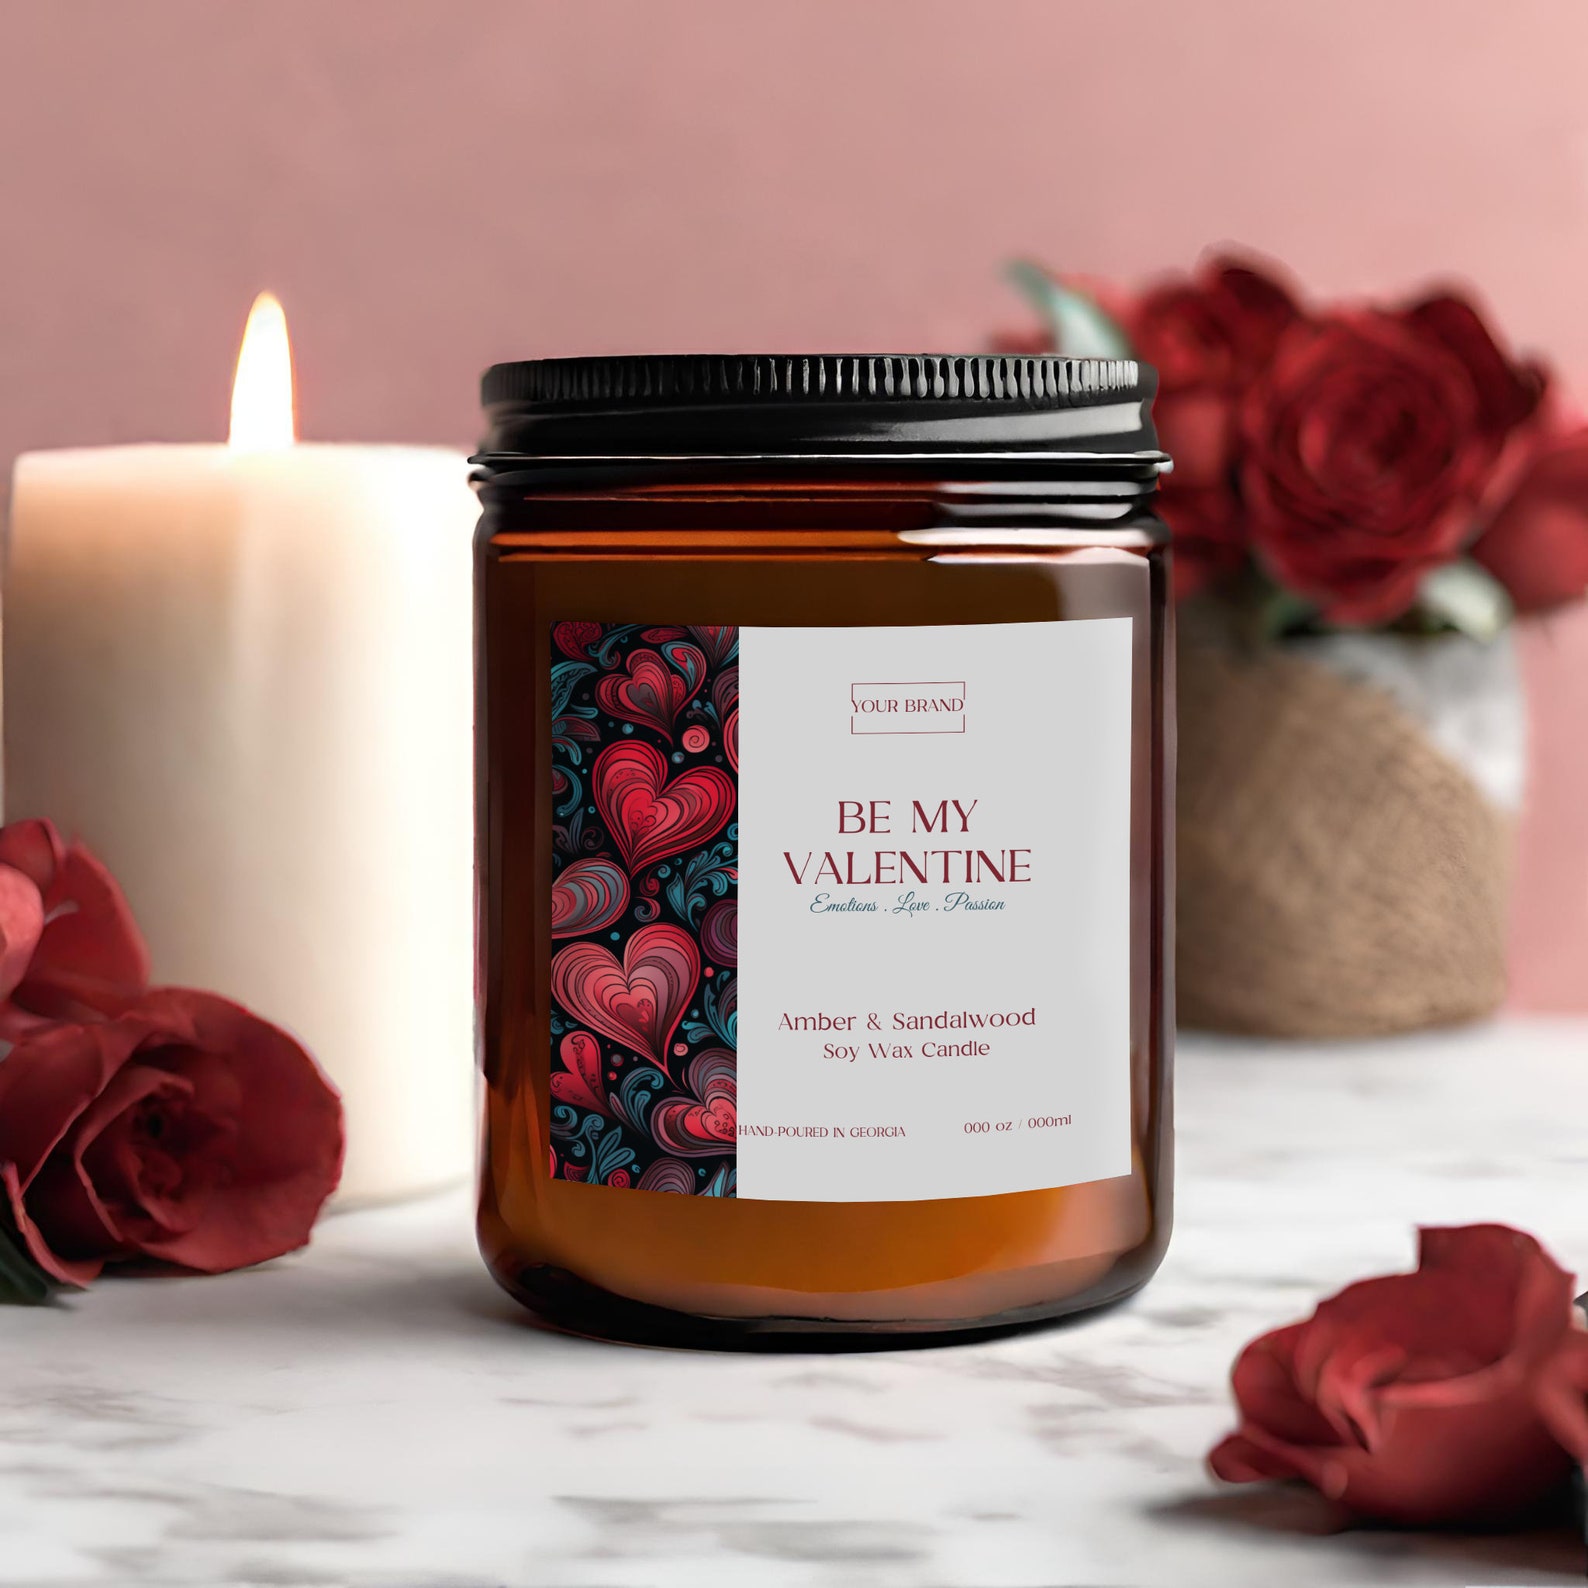 YOUR BRAND
BE MY
VALENTINE
Emotions . Love . Passion
Amber & Sandalwood
Soy Wax Candle
HAND-POURED IN GEORGIA
000 oz / 000ml